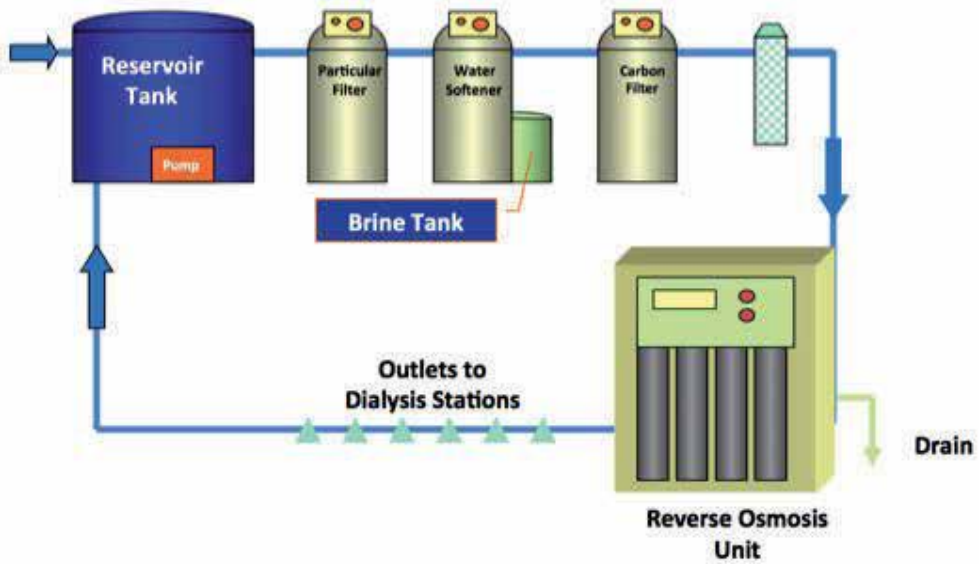 Reservoir
Tank
Pump
Particular
Filter
Water
Softener
Carbon
Filter
Brine Tank
Outlets to
Dialysis Stations
Drain
Reverse Osmosis
Unit